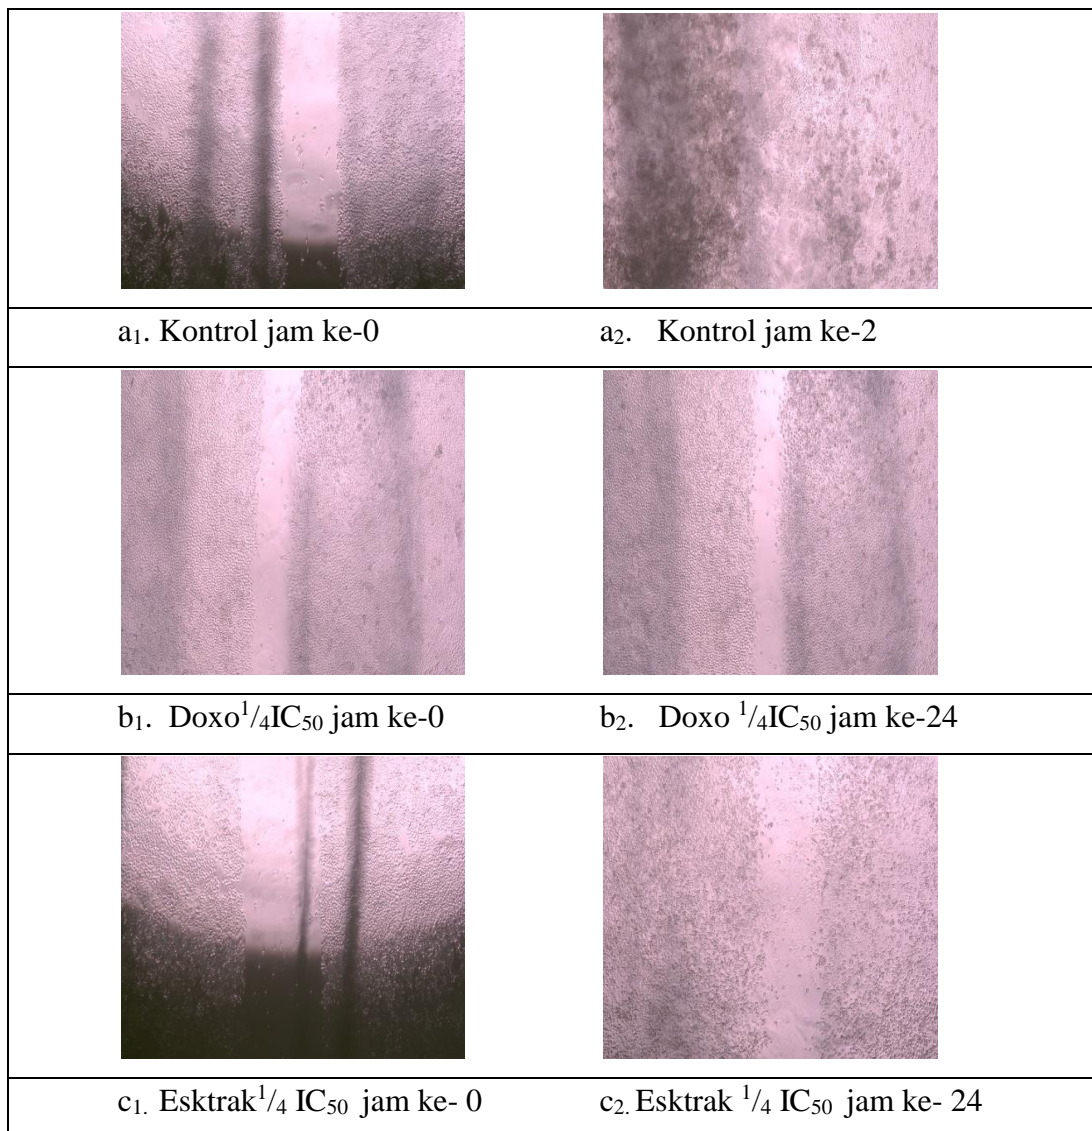 a₁. Kontrol jam ke-0
a₂. Kontrol jam ke-2
b₁. Doxo¹/₄IC₅₀ jam ke-0
b₂. Doxo ¹/₄IC₅₀ jam ke-24
c₁. Esktrak¹/₄ IC₅₀ jam ke- 0
c₂. Esktrak ¹/₄ IC₅₀ jam ke- 24